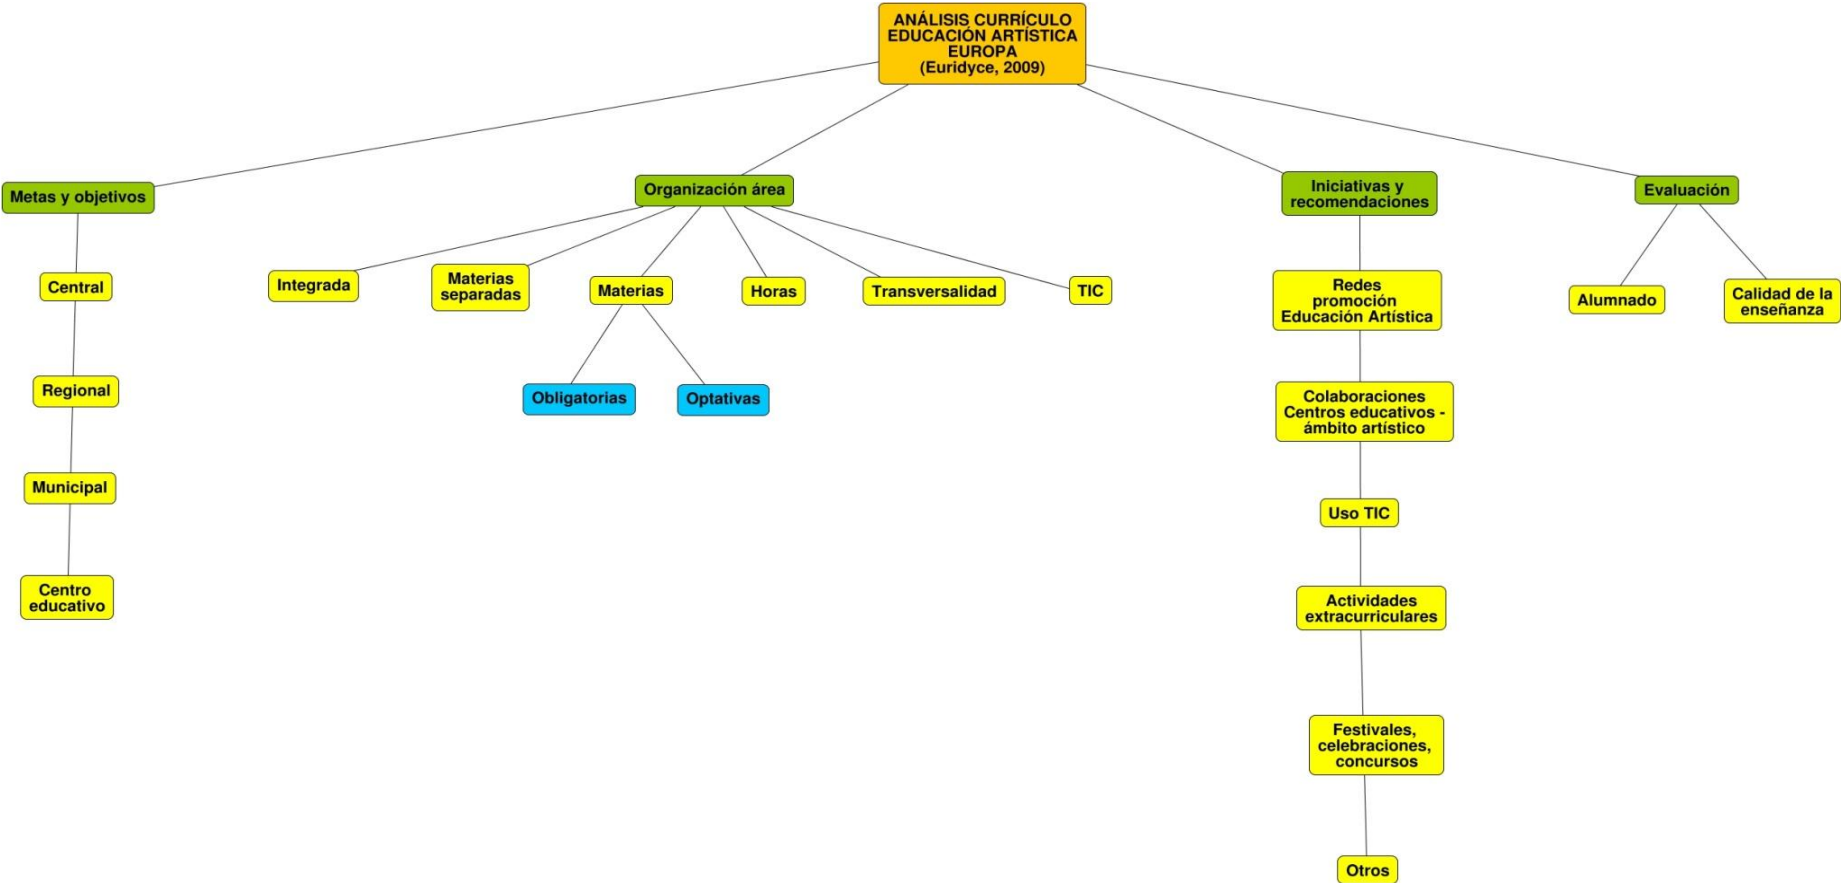 ANÁLISIS CURRÍCULO
EDUCACIÓN ARTÍSTICA
EUROPA
(Euridyce, 2009)
Metas y objetivos
Organización área
Iniciativas y
recomendaciones
Evaluación
Central
Regional
Municipal
Centro
educativo
Integrada
Materias
separadas
Materias
Horas
Transversalidad
TIC
Obligatorias
Optativas
Redes
promoción
Educación Artística
Colaboraciones
Centros educativos -
ámbito artístico
Uso TIC
Actividades
extracurriculares
Festivales,
celebraciones,
concursos
Otros
Alumnado
Calidad de la
enseñanza